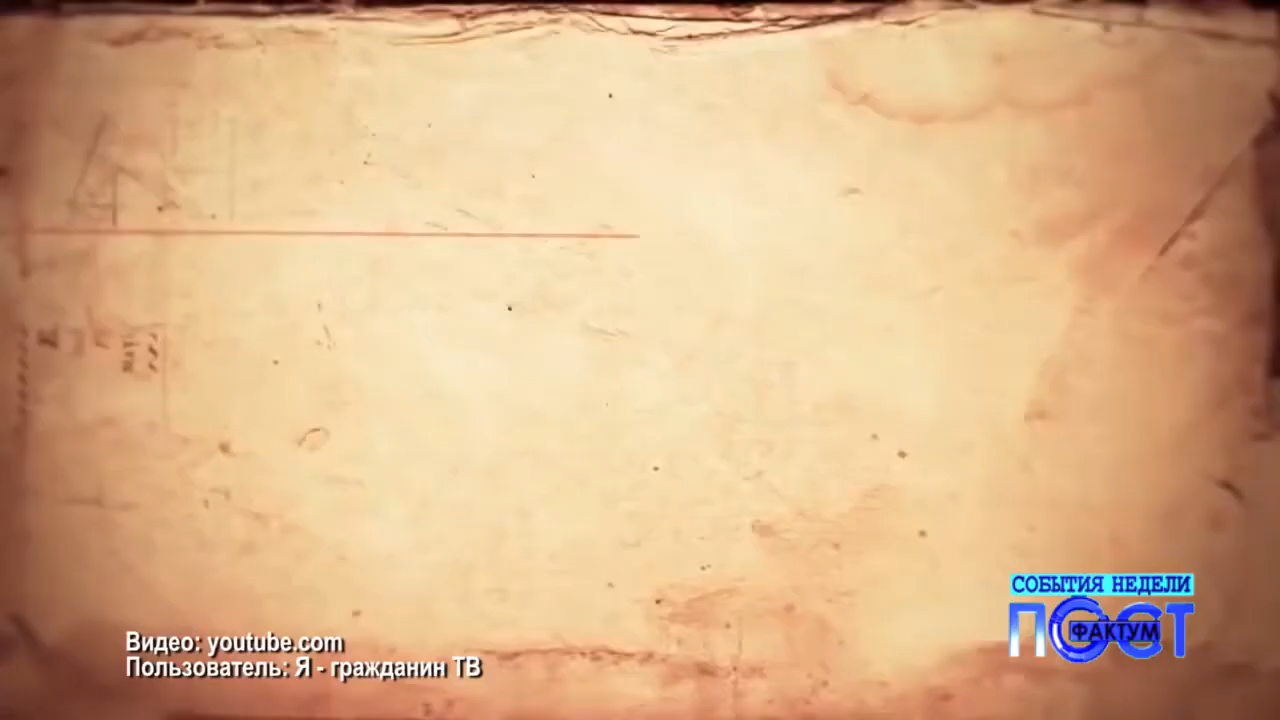 СОБЫТИЯ НЕДЕЛИ
ПОСТ
ФАКТУМ
Видео: youtube.com
Пользователь: Я - гражданин ТВ